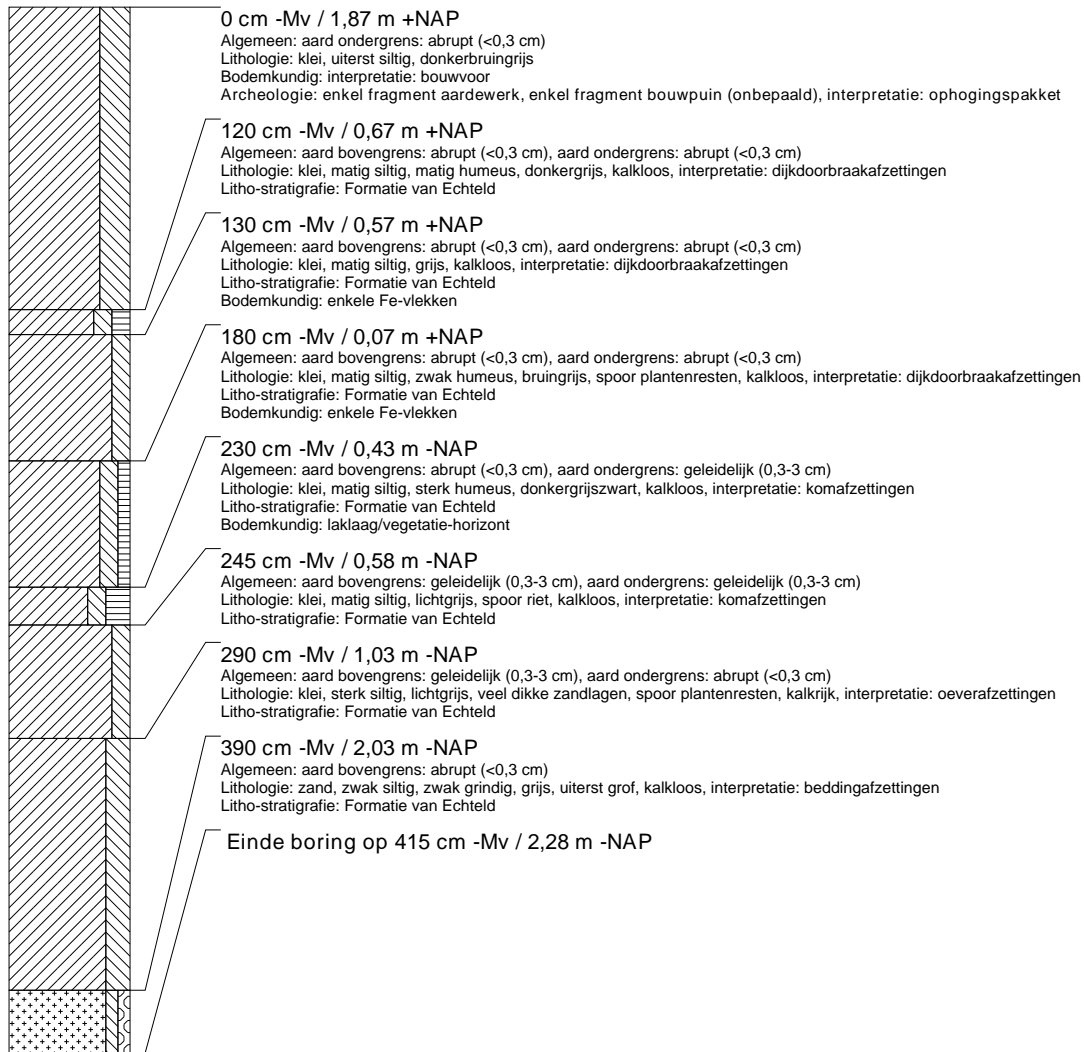 0 cm -Mv / 1,87 m +NAP
Algemeen: aard ondergrens: abrupt (<0,3 cm)
Lithologie: klei, uiterst siltig, donkerbruingrijs
Bodemkundig: interpretatie: bouwvoor
Archeologie: enkel fragment aardewerk, enkel fragment bouwpuin (onbepaald), interpretatie: ophogingspakket
120 cm -Mv / 0,67 m +NAP
Algemeen: aard bovengrens: abrupt (<0,3 cm), aard ondergrens: abrupt (<0,3 cm)
Lithologie: klei, matig siltig, matig humeus, donkergrijs, kalkloos, interpretatie: dijkdoorbraakafzettingen
Litho-stratigrafie: Formatie van Echteld
130 cm -Mv / 0,57 m +NAP
Algemeen: aard bovengrens: abrupt (<0,3 cm), aard ondergrens: abrupt (<0,3 cm)
Lithologie: klei, matig siltig, grijs, kalkloos, interpretatie: dijkdoorbraakafzettingen
Litho-stratigrafie: Formatie van Echteld
Bodemkundig: enkele Fe-vlekken
180 cm -Mv / 0,07 m +NAP
Algemeen: aard bovengrens: abrupt (<0,3 cm), aard ondergrens: abrupt (<0,3 cm)
Lithologie: klei, matig siltig, zwak humeus, bruingrijs, spoor plantenresten, kalkloos, interpretatie: dijkdoorbraakafzettingen
Litho-stratigrafie: Formatie van Echteld
Bodemkundig: enkele Fe-vlekken
230 cm -Mv / 0,43 m -NAP
Algemeen: aard bovengrens: abrupt (<0,3 cm), aard ondergrens: geleidelijk (0,3-3 cm)
Lithologie: klei, matig siltig, sterk humeus, donkergrijszwart, kalkloos, interpretatie: komafzettingen
Litho-stratigrafie: Formatie van Echteld
Bodemkundig: laklaag/vegetatie-horizont
245 cm -Mv / 0,58 m -NAP
Algemeen: aard bovengrens: geleidelijk (0,3-3 cm), aard ondergrens: geleidelijk (0,3-3 cm)
Lithologie: klei, matig siltig, lichtgrijs, spoor riet, kalkloos, interpretatie: komafzettingen
Litho-stratigrafie: Formatie van Echteld
290 cm -Mv / 1,03 m -NAP
Algemeen: aard bovengrens: geleidelijk (0,3-3 cm), aard ondergrens: abrupt (<0,3 cm)
Lithologie: klei, sterk siltig, lichtgrijs, veel dikke zandlagen, spoor plantenresten, kalkrijk, interpretatie: oeverafzettingen
Litho-stratigrafie: Formatie van Echteld
390 cm -Mv / 2,03 m -NAP
Algemeen: aard bovengrens: abrupt (<0,3 cm)
Lithologie: zand, zwak siltig, zwak grindig, grijs, uiterst grof, kalkloos, interpretatie: beddingafzettingen
Litho-stratigrafie: Formatie van Echteld
Einde boring op 415 cm -Mv / 2,28 m -NAP